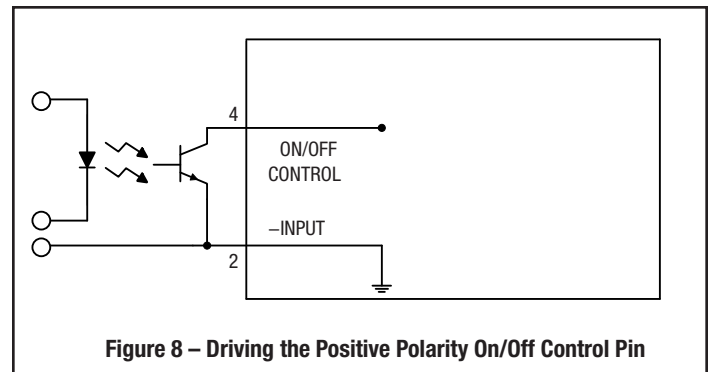 4
ON/OFF
CONTROL
–INPUT
2
Figure 8 – Driving the Positive Polarity On/Off Control Pin